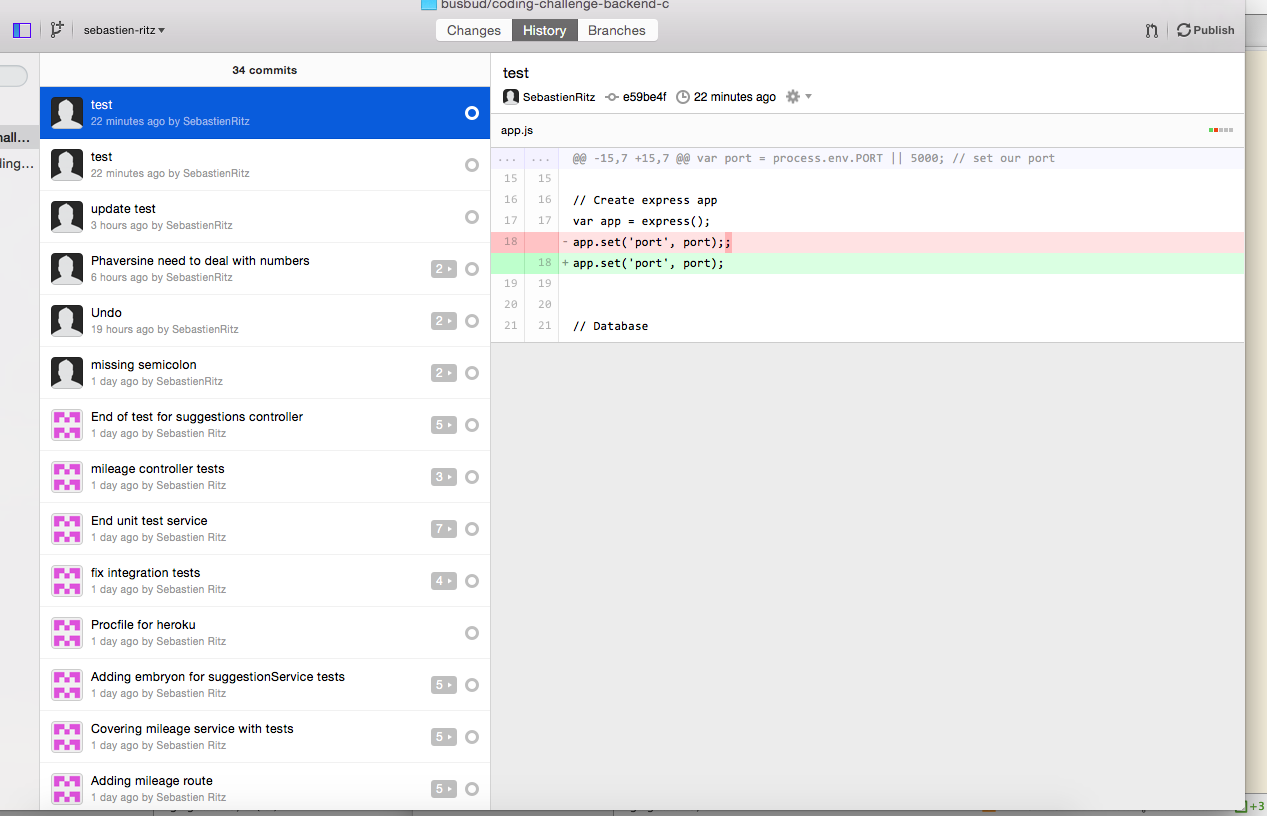 busbud/coding-challenge-backend-c
sebastien-ritz
Changes
History
Branches
Publish
hall...
ding...
34 commits
test
22 minutes ago by SebastienRitz
test
22 minutes ago by SebastienRitz
update test
3 hours ago by SebastienRitz
Phaversine need to deal with numbers
6 hours ago by SebastienRitz
2
Undo
19 hours ago by SebastienRitz
2
missing semicolon
1 day ago by SebastienRitz
2
End of test for suggestions controller
1 day ago by Sebastien Ritz
5
mileage controller tests
1 day ago by Sebastien Ritz
3
End unit test service
1 day ago by Sebastien Ritz
7
fix integration tests
1 day ago by Sebastien Ritz
4
Procfile for heroku
1 day ago by Sebastien Ritz
Adding embryon for suggestionService tests
1 day ago by Sebastien Ritz
5
Covering mileage service with tests
1 day ago by Sebastien Ritz
5
Adding mileage route
1 day ago by Sebastien Ritz
5
test
SebastienRitz e59be4f 22 minutes ago
app.js
... ... @@ -15,7 +15,7 @@ var port = process.env.PORT || 5000; // set our port
15 15
16 16 // Create express app
17 17 var app = express();
18 - app.set('port', port);;
18 + app.set('port', port);
19 19
20 20
21 21 // Database
+3